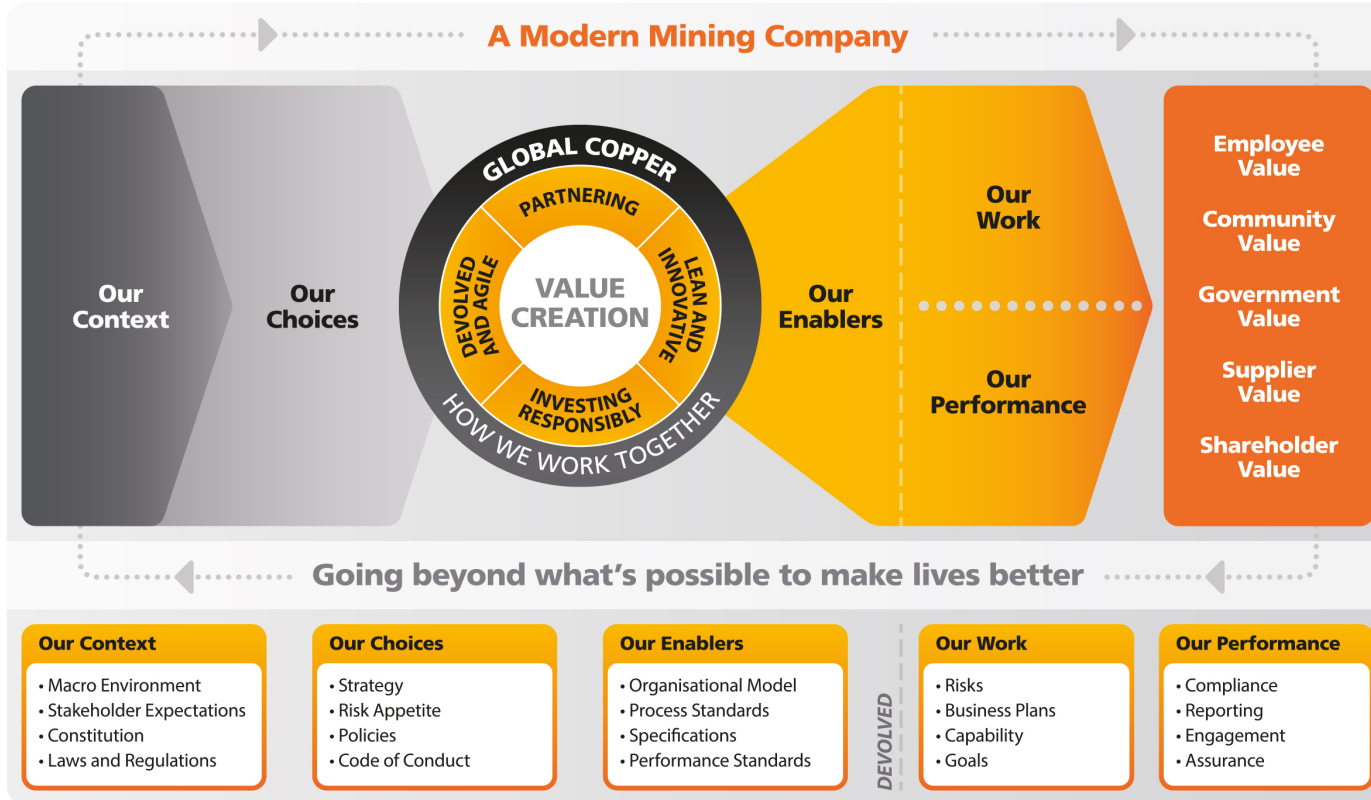 A Modern Mining Company
Our
Context
Our
Choices
GLOBAL COPPER
PARTNERING
DEVOLVED
AND AGILE
VALUE
CREATION
LEAN AND
INNOVATIVE
INVESTING
RESPONSIBLY
HOW WE WORK TOGETHER
Our
Enablers
Our
Work
Our
Performance
Employee
Value
Community
Value
Government
Value
Supplier
Value
Shareholder
Value
Going beyond what's possible to make lives better
Our Context
• Macro Environment
• Stakeholder Expectations
• Constitution
• Laws and Regulations
Our Choices
• Strategy
• Risk Appetite
• Policies
• Code of Conduct
Our Enablers
• Organisational Model
• Process Standards
• Specifications
• Performance Standards
DEVOLVED
Our Work
• Risks
• Business Plans
• Capability
• Goals
Our Performance
• Compliance
• Reporting
• Engagement
• Assurance